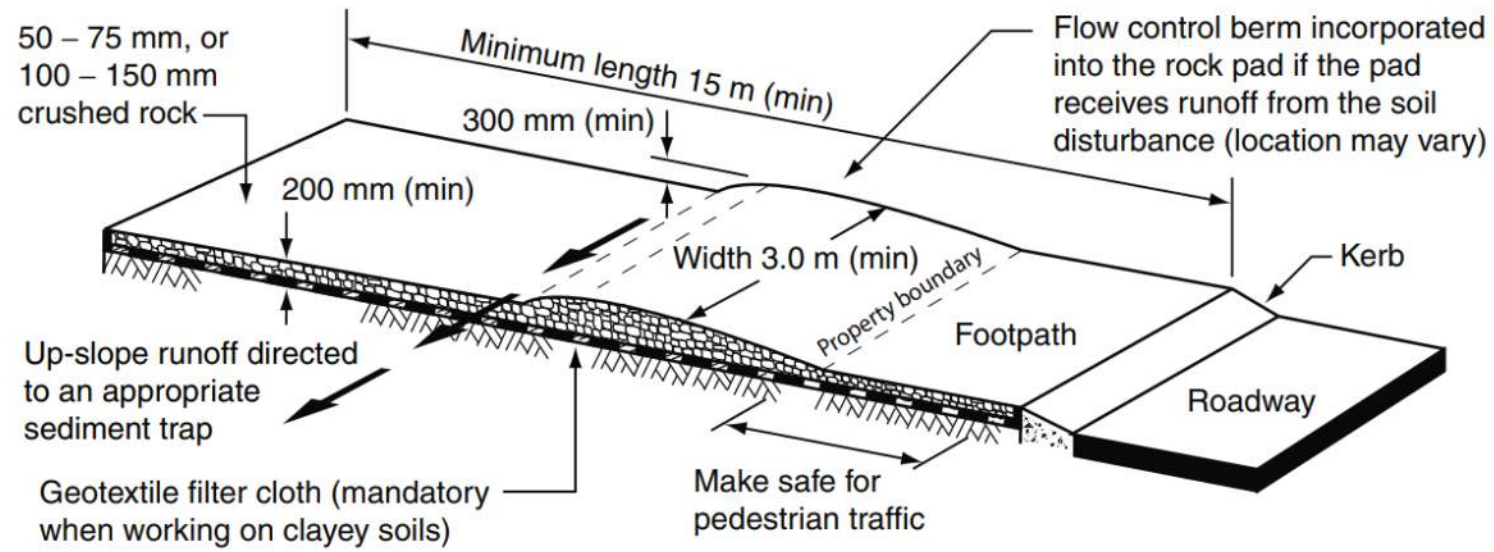 50 – 75 mm, or
100 – 150 mm
crushed rock
Minimum length 15 m (min)
Flow control berm incorporated
into the rock pad if the pad
receives runoff from the soil
disturbance (location may vary)
300 mm (min)
200 mm (min)
Width 3.0 m (min)
Property boundary
Kerb
Footpath
Roadway
Up-slope runoff directed
to an appropriate
sediment trap
Geotextile filter cloth (mandatory
when working on clayey soils)
Make safe for
pedestrian traffic